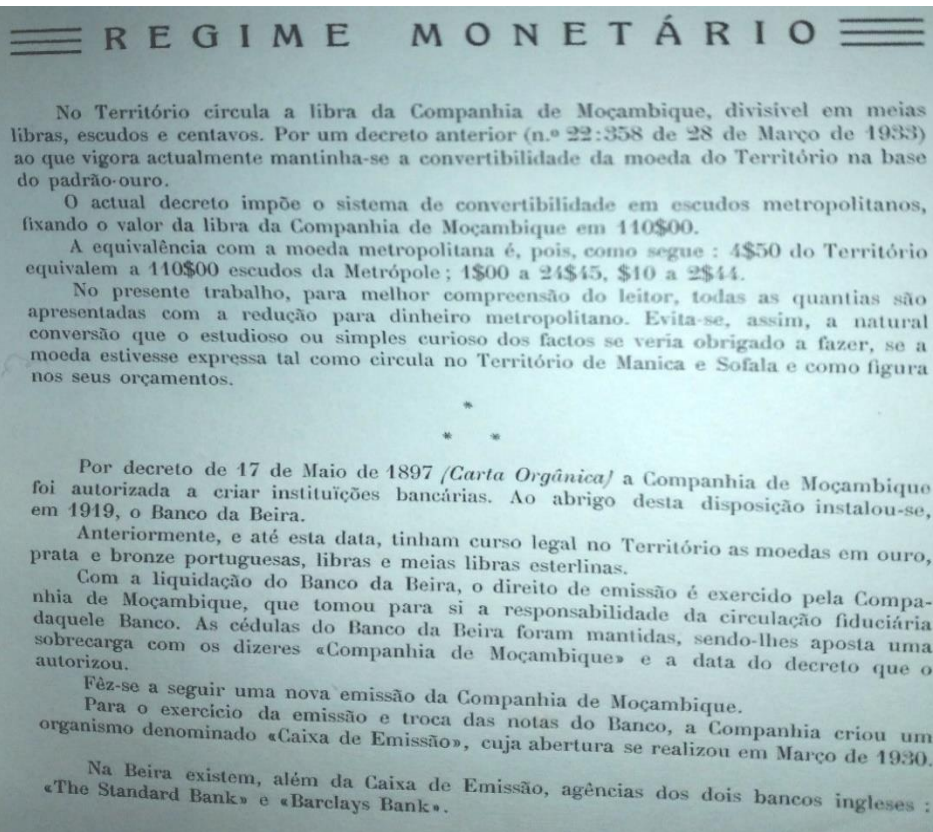 REGIME MONETÁRIO
No Território circula a libra da Companhia de Moçambique, divisível em meias
libras, escudos e centavos. Por um decreto anterior (n.º 22:358 de 28 de Março de 1933)
ao que vigora actualmente mantinha-se a convertibilidade da moeda do Território na base
do padrão-ouro.
O actual decreto impõe o sistema de convertibilidade em escudos metropolitanos,
fixando o valor da libra da Companhia de Moçambique em 110$00.
A equivalência com a moeda metropolitana é, pois, como segue : 4$50 do Território
equivalem a 110$00 escudos da Metrópole ; 1$00 a 24$45, $10 a 2$44.
No presente trabalho, para melhor compreensão do leitor, todas as quantias são
apresentadas com a redução para dinheiro metropolitano. Evita-se, assim, a natural
conversão que o estudioso ou simples curioso dos factos se veria obrigado a fazer, se a
moeda estivesse expressa tal como circula no Território de Manica e Sofala e como figura
nos seus orçamentos.
*
* *
Por decreto de 17 de Maio de 1897 (Carta Orgânica) a Companhia de Moçambique
foi autorizada a criar instituïções bancárias. Ao abrigo desta disposição instalou-se,
em 1919, o Banco da Beira.
Anteriormente, e até esta data, tinham curso legal no Território as moedas em ouro,
prata e bronze portuguesas, libras e meias libras esterlinas.
Com a liquidação do Banco da Beira, o direito de emissão é exercido pela Compa-
nhia de Moçambique, que tomou para si a responsabilidade da circulação fiduciária
daquele Banco. As cédulas do Banco da Beira foram mantidas, sendo-lhes aposta uma
sobrecarga com os dizeres «Companhia de Moçambique» e a data do decreto que o
autorizou.
Fêz-se a seguir uma nova emissão da Companhia de Moçambique.
Para o exercício da emissão e troca das notas do Banco, a Companhia criou um
organismo denominado «Caixa de Emissão», cuja abertura se realizou em Março de 1930.
Na Beira existem, além da Caixa de Emissão, agências dos dois bancos ingleses :
«The Standard Bank» e «Barclays Bank».